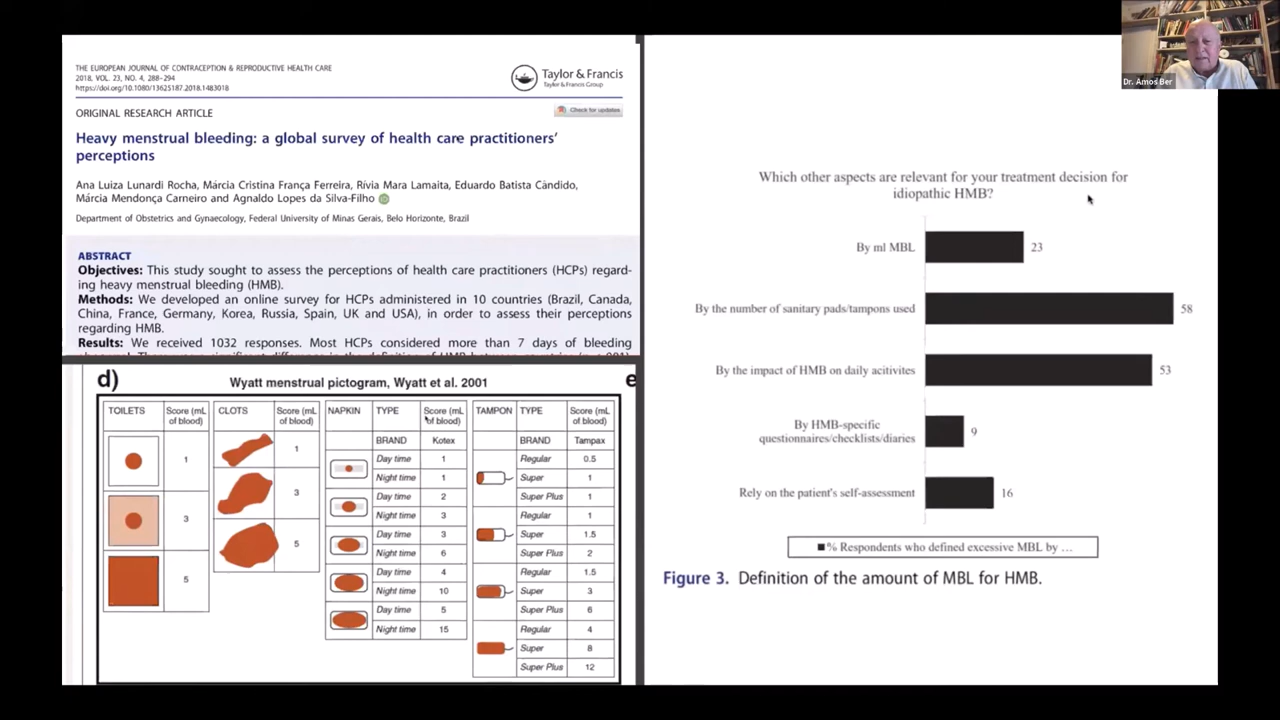 Dr. Amos Ber
THE EUROPEAN JOURNAL OF CONTRACEPTION & REPRODUCTIVE HEALTH CARE
2018, VOL. 23, NO. 4, 288–294
https://doi.org/10.1080/13625187.2018.1483018
Taylor & Francis
Taylor & Francis Group
ORIGINAL RESEARCH ARTICLE
Check for updates
Heavy menstrual bleeding: a global survey of health care practitioners’
perceptions
Ana Luiza Lunardi Rocha, Márcia Cristina França Ferreira, Rívia Mara Lamaita, Eduardo Batista Cândido,
Márcia Mendonça Carneiro and Agnaldo Lopes da Silva-Filho
Department of Obstetrics and Gynaecology, Federal University of Minas Gerais, Belo Horizonte, Brazil
ABSTRACT
Objectives: This study sought to assess the perceptions of health care practitioners (HCPs) regard-
ing heavy menstrual bleeding (HMB).
Methods: We developed an online survey for HCPs administered in 10 countries (Brazil, Canada,
China, France, Germany, Korea, Russia, Spain, UK and USA), in order to assess their perceptions
regarding HMB.
Results: We received 1032 responses. Most HCPs considered more than 7 days of bleeding
d)
Wyatt menstrual pictogram, Wyatt et al. 2001
e
TOILETS
Score (mL
of blood)
1
3
5
CLOTS
Score (mL
of blood)
1
3
5
NAPKIN TYPE Score (mL
of blood)
BRAND Kotex
Day time 1
Night time 1
Day time 2
Night time 3
Day time 3
Night time 6
Day time 4
Night time 10
Day time 5
Night time 15
TAMPON TYPE Score (mL
of blood)
BRAND Tampax
Regular 0.5
Super 1
Super Plus 1
Regular 1
Super 1.5
Super Plus 2
Regular 1.5
Super 3
Super Plus 6
Regular 4
Super 8
Super Plus 12
Which other aspects are relevant for your treatment decision for
idiopathic HMB?
By ml MBL 23
By the number of sanitary pads/tampons used 58
By the impact of HMB on daily acitivites 53
By HMB-specific
questionnaires/checklists/diaries 9
Rely on the patient's self-assessment 16
% Respondents who defined excessive MBL by ...
Figure 3. Definition of the amount of MBL for HMB.